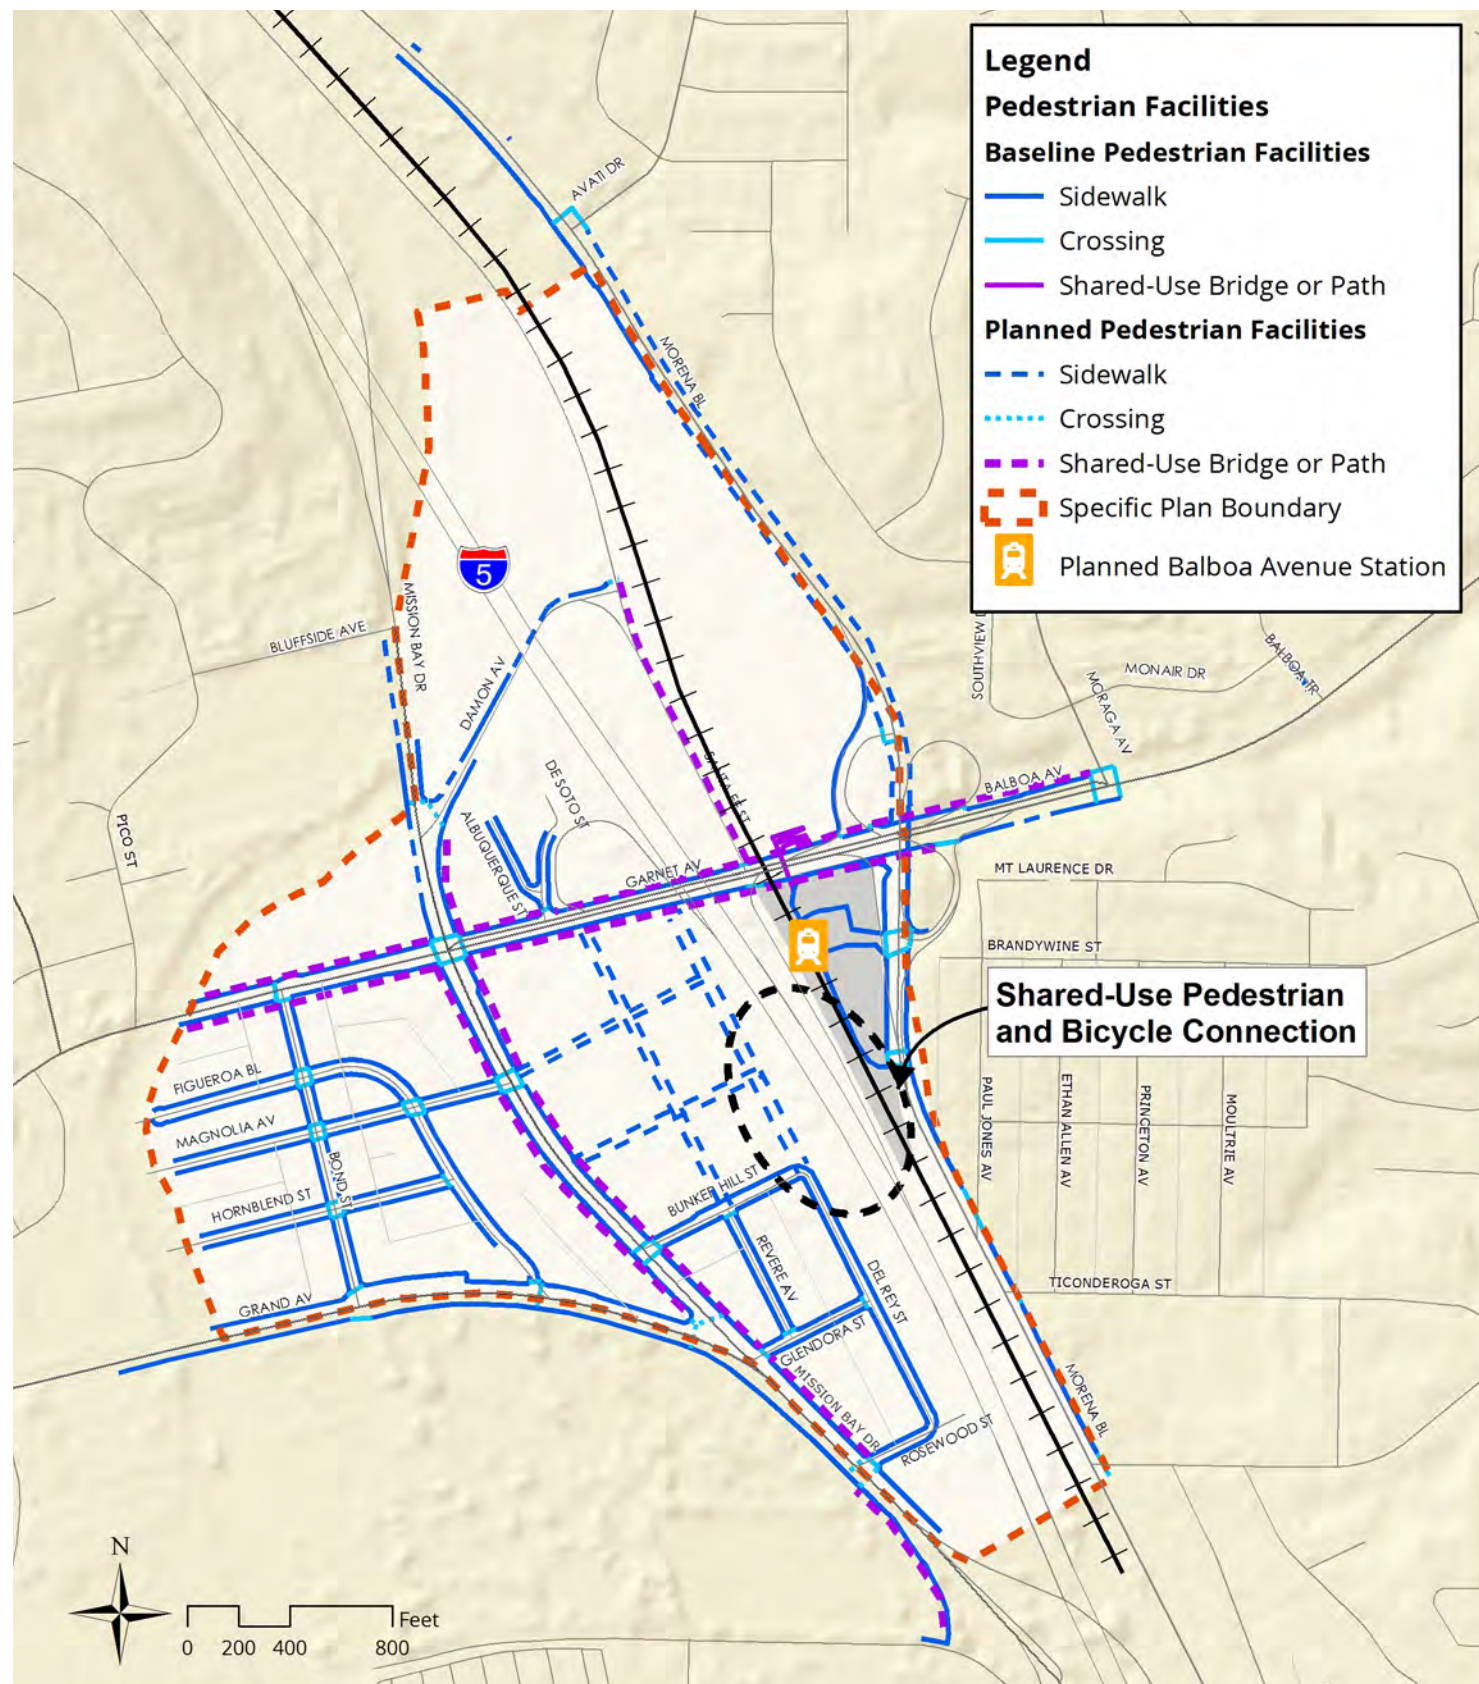 Legend
Pedestrian Facilities
Baseline Pedestrian Facilities
Sidewalk
Crossing
Shared-Use Bridge or Path
Planned Pedestrian Facilities
Sidewalk
Crossing
Shared-Use Bridge or Path
Specific Plan Boundary
Planned Balboa Avenue Station
AVATI DR
MORENA BL
5
MISSION BAY DR
BLUFFSIDE AVE
DAMON AV
SANTA FE ST
DE SOTO ST
ALBUQUERQUE ST
GARNET AV
PICO ST
SOUTHVIEW
MONAIR DR
BALBOA TR
MORAGA AV
BALBOA AV
MT LAURENCE DR
BRANDYWINE ST
Shared-Use Pedestrian
and Bicycle Connection
FIGUEROA BL
MAGNOLIA AV
BOND ST
HORNBLEND ST
GRAND AV
BUNKER HILL ST
REVERE AV
DEL REY ST
GLENDORA ST
MISSION BAY DR
ROSEWOOD ST
PAUL JONES AV
ETHAN ALLEN AV
PRINCETON AV
MOULTRIE AV
TICONDEROGA ST
MORENA BL
N
Feet
0 200 400 800